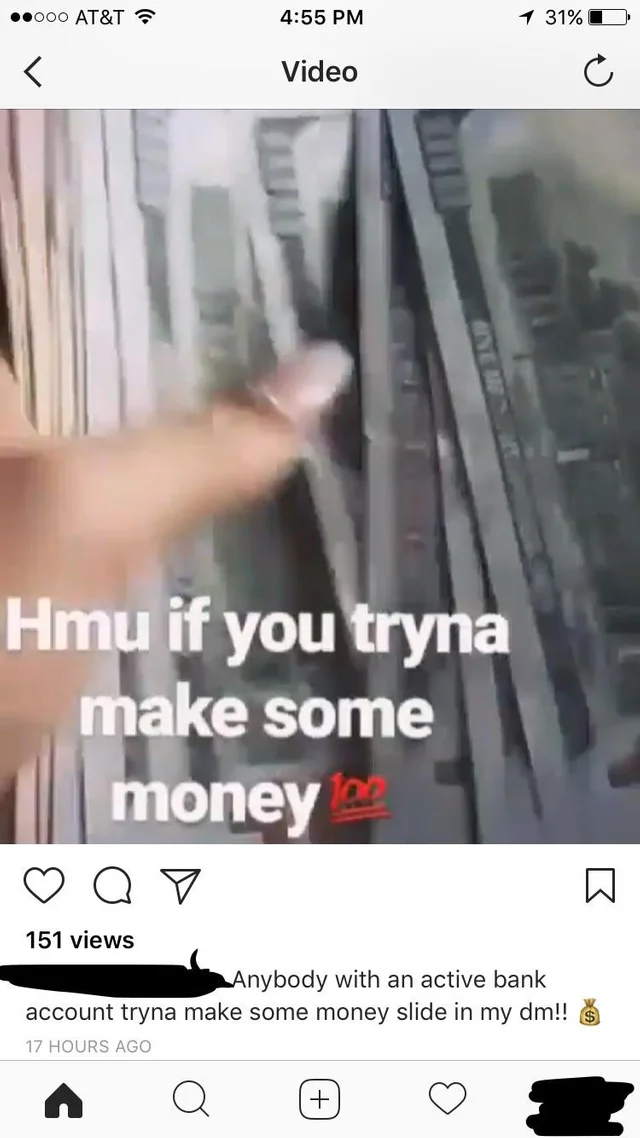 AT&T 4:55 PM 31%
Video
Hmu if you tryna
make some
money💯
151 views
Anybody with an active bank
account tryna make some money slide in my dm!! 💰
17 HOURS AGO